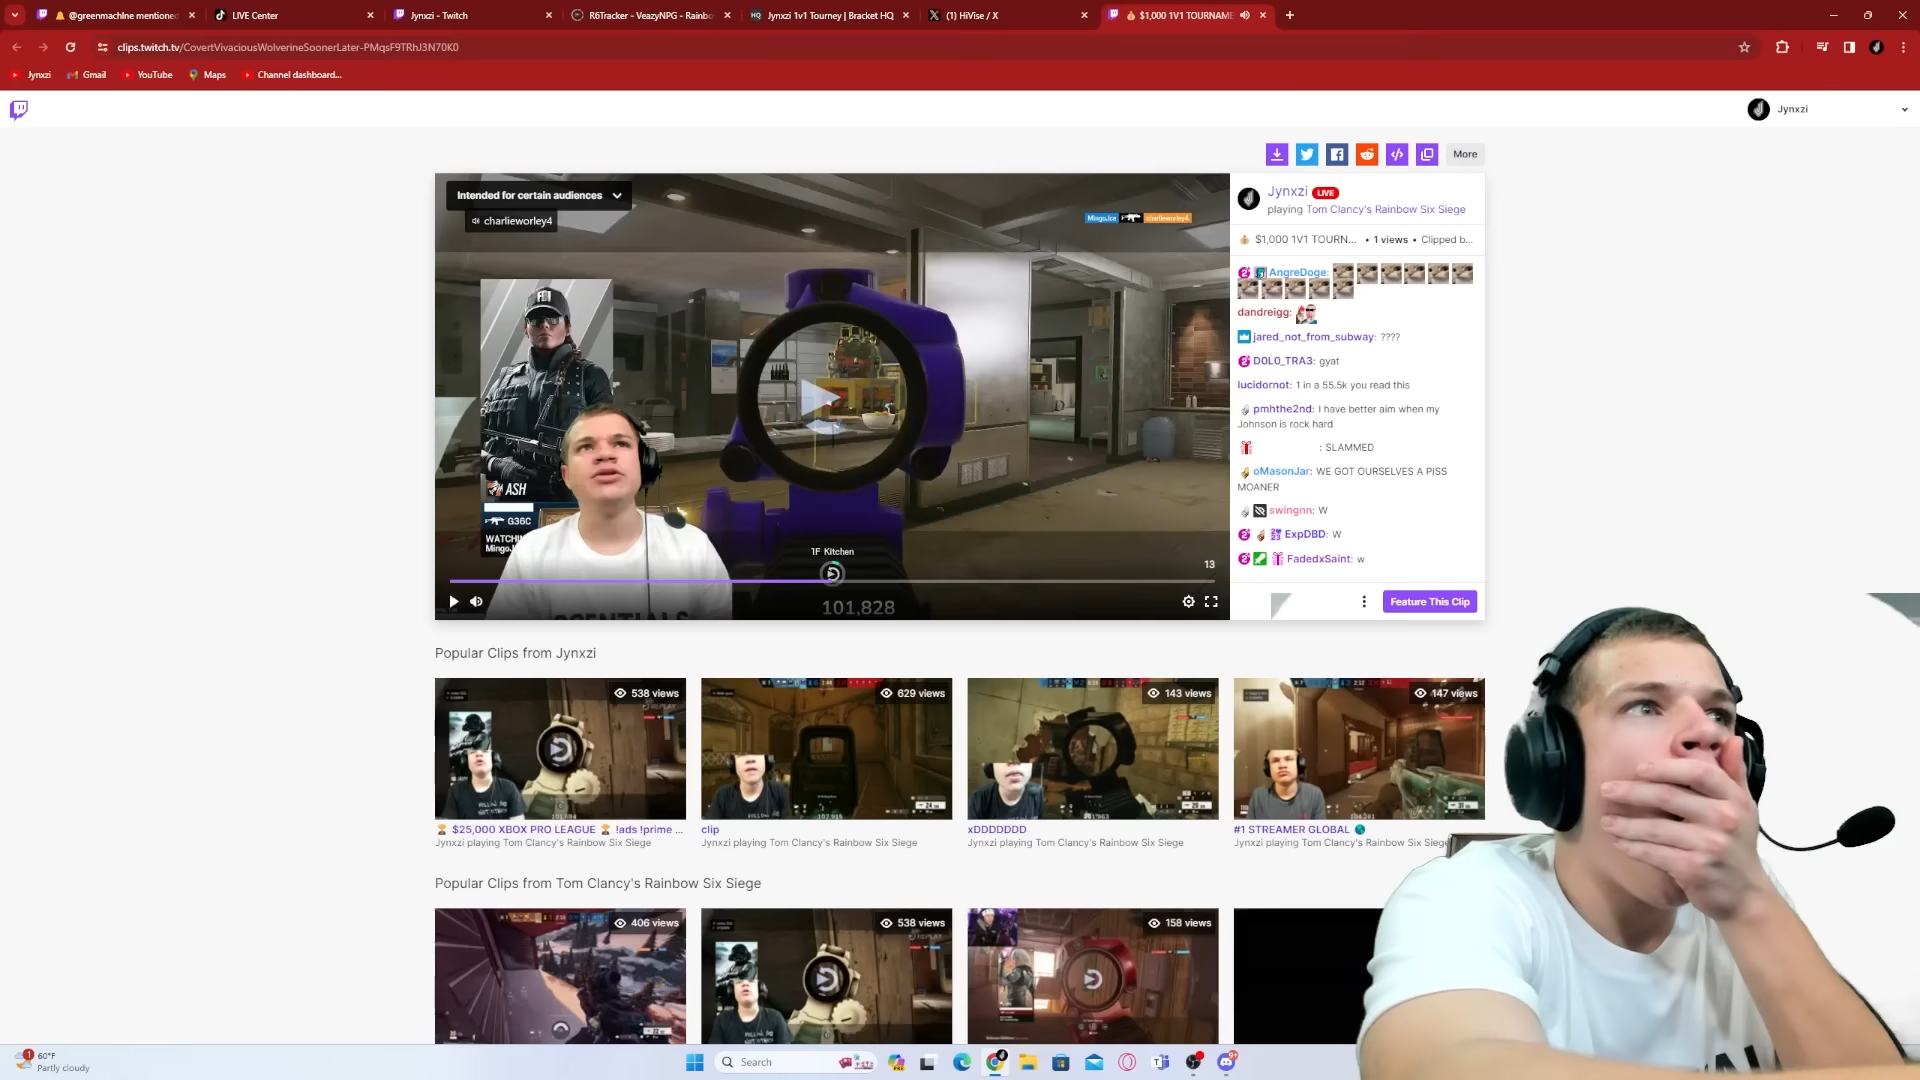 @greenmachine mentioned
LIVE Center
Jynxzi - Twitch
R6Tracker - VeazyNPG - Rainbo
Jynxzi 1v1 Tourney | Bracket HQ
(1) HiVise / X
$1,000 1V1 TOURNAME
clips.twitch.tv/CovertVivaciousWolverineSoonerLater-PMqsF9TRhJ3N70K0
Jynxzi
Gmail
YouTube
Maps
Channel dashboard...
Jynxzi
More
Intended for certain audiences
charlieworley4
MingoJce
charlieworley4
FBI
ASH
G36C
WATCHI
MingoJ
1F Kitchen
13
101,828
Jynxzi LIVE
playing Tom Clancy's Rainbow Six Siege
$1,000 1V1 TOURN... • 1 views • Clipped b...
AngreDoge:
dandreigg:
jared_not_from_subway: ????
D0L0_TRA3: gyat
lucidornot: 1 in a 55.5k you read this
pmhthe2nd: I have better aim when my
Johnson is rock hard
: SLAMMED
oMasonJar: WE GOT OURSELVES A PISS
MOANER
swingnn: W
ExpDBD: W
FadedxSaint: w
Feature This Clip
Popular Clips from Jynxzi
538 views
629 views
143 views
147 views
$25,000 XBOX PRO LEAGUE !ads !prime ...
Jynxzi playing Tom Clancy's Rainbow Six Siege
clip
Jynxzi playing Tom Clancy's Rainbow Six Siege
xDDDDDDD
Jynxzi playing Tom Clancy's Rainbow Six Siege
#1 STREAMER GLOBAL
Jynxzi playing Tom Clancy's Rainbow Six Siege
Popular Clips from Tom Clancy's Rainbow Six Siege
406 views
538 views
158 views
60°F
Partly cloudy
Search